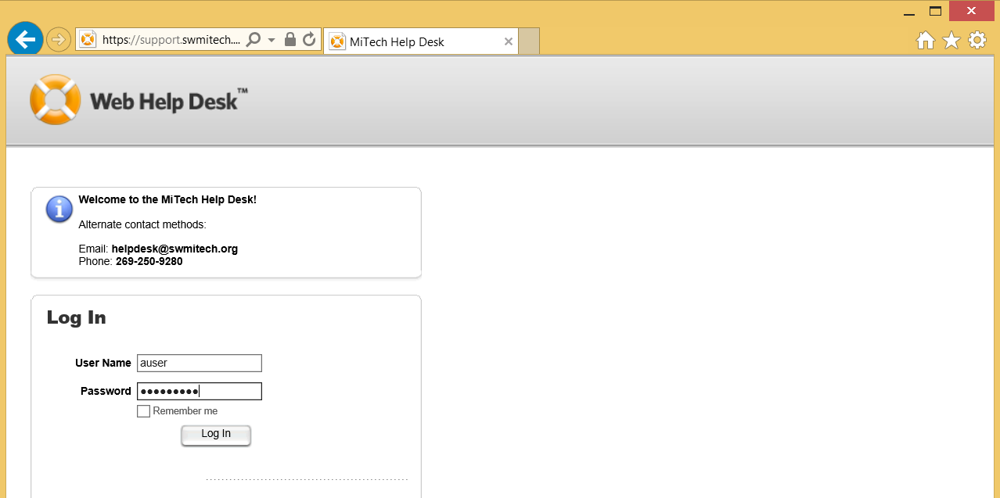 https://support.swmitech....
MiTech Help Desk
Web Help Desk™
Welcome to the MiTech Help Desk!
Alternate contact methods:
Email: helpdesk@swmitech.org
Phone: 269-250-9280
Log In
User Name auser
Password •••••••••
Remember me
Log In